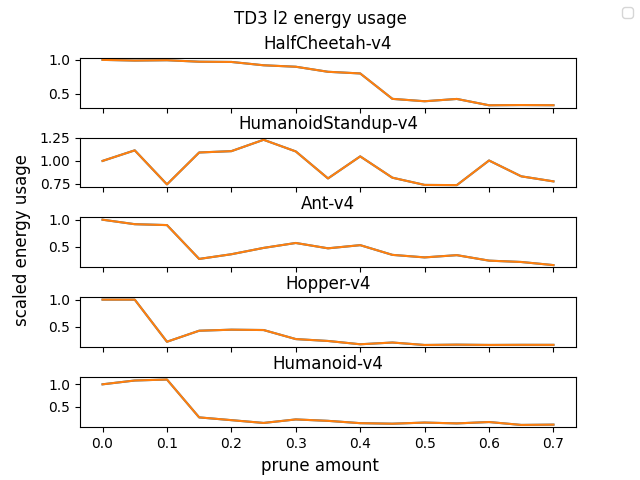 TD3 l2 energy usage
HalfCheetah-v4
1.0
0.5
HumanoidStandup-v4
1.25
1.00
0.75
Ant-v4
1.0
0.5
Hopper-v4
1.0
0.5
Humanoid-v4
1.0
0.5
0.0 0.1 0.2 0.3 0.4 0.5 0.6 0.7
prune amount
scaled energy usage